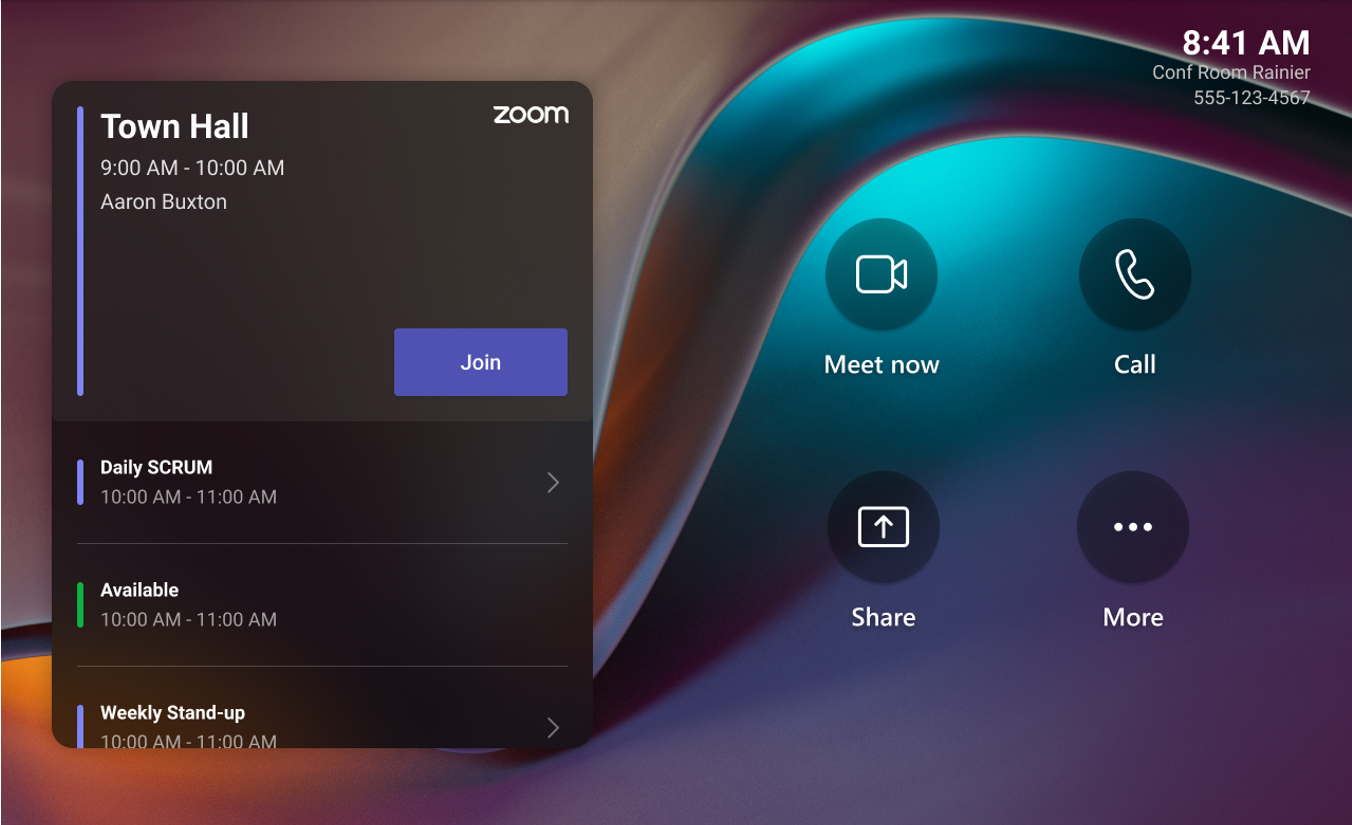 8:41 AM
Conf Room Rainier
555-123-4567
Town Hall
zoom
9:00 AM - 10:00 AM
Aaron Buxton
Join
Daily SCRUM
10:00 AM - 11:00 AM
Available
10:00 AM - 11:00 AM
Weekly Stand-up
10:00 AM - 11:00 AM
Meet now
Call
Share
More